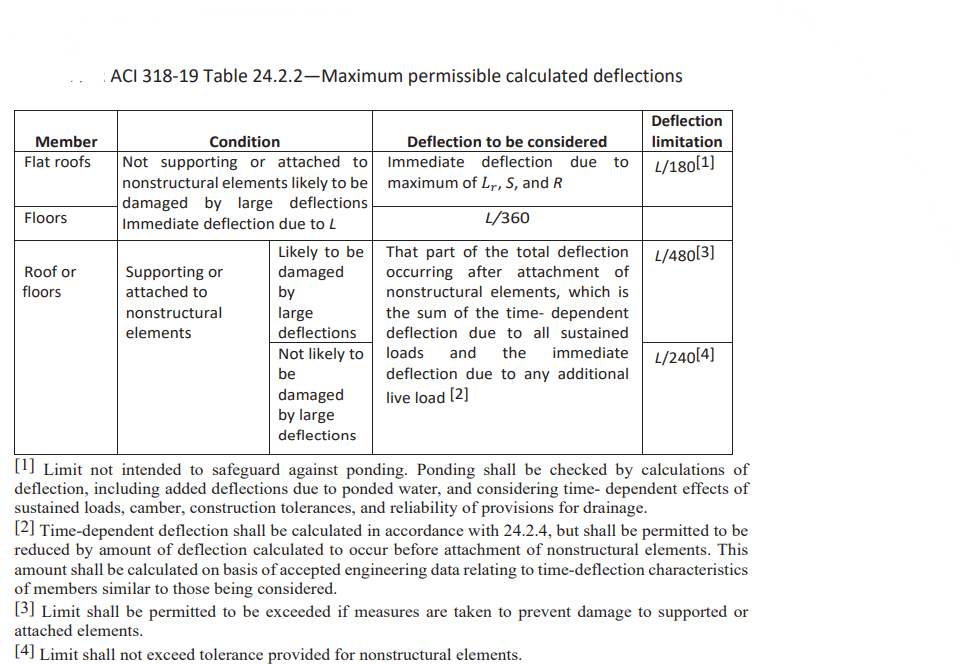 ACI 318-19 Table 24.2.2—Maximum permissible calculated deflections
Member
Condition
Deflection to be considered
Deflection
limitation
Flat roofs
Not supporting or attached to
nonstructural elements likely to be
damaged by large deflections
Immediate deflection due to L
Immediate deflection due to
maximum of Lr, S, and R
L/180[1]
Floors
L/360
Roof or
floors
Supporting or
attached to
nonstructural
elements
Likely to be
damaged
by
large
deflections
That part of the total deflection
occurring after attachment of
nonstructural elements, which is
the sum of the time- dependent
deflection due to all sustained
loads and the immediate
deflection due to any additional
live load [2]
L/480[3]
Not likely to
be
damaged
by large
deflections
L/240[4]
[1] Limit not intended to safeguard against ponding. Ponding shall be checked by calculations of
deflection, including added deflections due to ponded water, and considering time- dependent effects of
sustained loads, camber, construction tolerances, and reliability of provisions for drainage.
[2] Time-dependent deflection shall be calculated in accordance with 24.2.4, but shall be permitted to be
reduced by amount of deflection calculated to occur before attachment of nonstructural elements. This
amount shall be calculated on basis of accepted engineering data relating to time-deflection characteristics
of members similar to those being considered.
[3] Limit shall be permitted to be exceeded if measures are taken to prevent damage to supported or
attached elements.
[4] Limit shall not exceed tolerance provided for nonstructural elements.